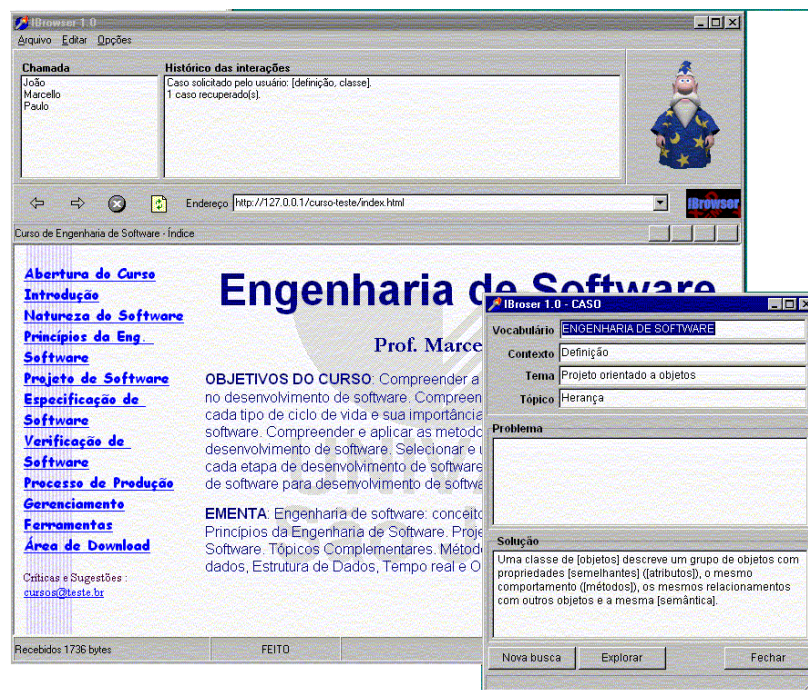 IBrowser 1.0
Arquivo Editar Opções
Chamada
João
Marcello
Paulo
Histórico das interações
Caso solicitado pelo usuário: [definição, classe].
1 caso recuperado(s).
Endereço http://127.0.0.1/curso-teste/index.html
IBrowser
Curso de Engenharia de Software - Índice
Abertura do Curso
Introdução
Natureza do Software
Princípios da Eng.
Software
Projeto de Software
Especificação de
Software
Verificação de
Software
Processo de Produção
Gerenciamento
Ferramentas
Área de Download
Críticas e Sugestões :
cursos@teste.br
Engenharia de Software
Prof. Marce
OBJETIVOS DO CURSO: Compreender a
no desenvolvimento de software. Compreen
cada tipo de ciclo de vida e sua importância
software. Compreender e aplicar as metodo
desenvolvimento de software. Selecionar e
cada etapa de desenvolvimento de software
de software para desenvolvimento de softwa
EMENTA: Engenharia de software: conceito
Princípios da Engenharia de Software. Proje
Software. Tópicos Complementares. Métod
dados, Estrutura de Dados, Tempo real e O
Recebidos 1736 bytes
FEITO
IBroser 1.0 - CASO
Vocabulário ENGENHARIA DE SOFTWARE
Contexto Definição
Tema Projeto orientado a objetos
Tópico Herança
Problema
Solução
Uma classe de [objetos] descreve um grupo de objetos com
propriedades [semelhantes] ([atributos]), o mesmo
comportamento ([métodos]), os mesmos relacionamentos
com outros objetos e a mesma [semântica].
Nova busca Explorar Fechar